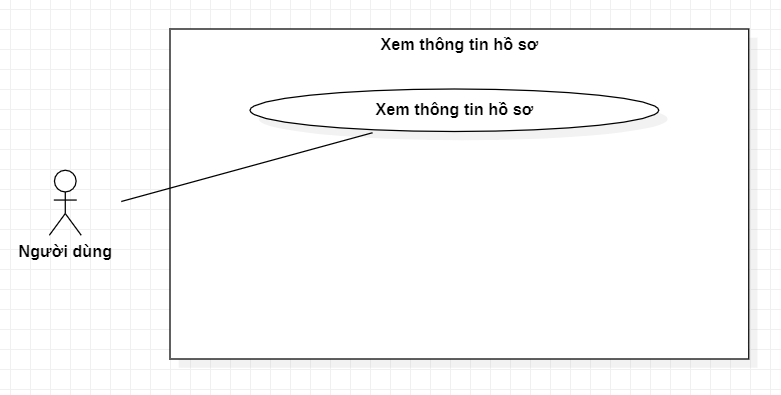 Xem thông tin hồ sơ
Xem thông tin hồ sơ
Người dùng